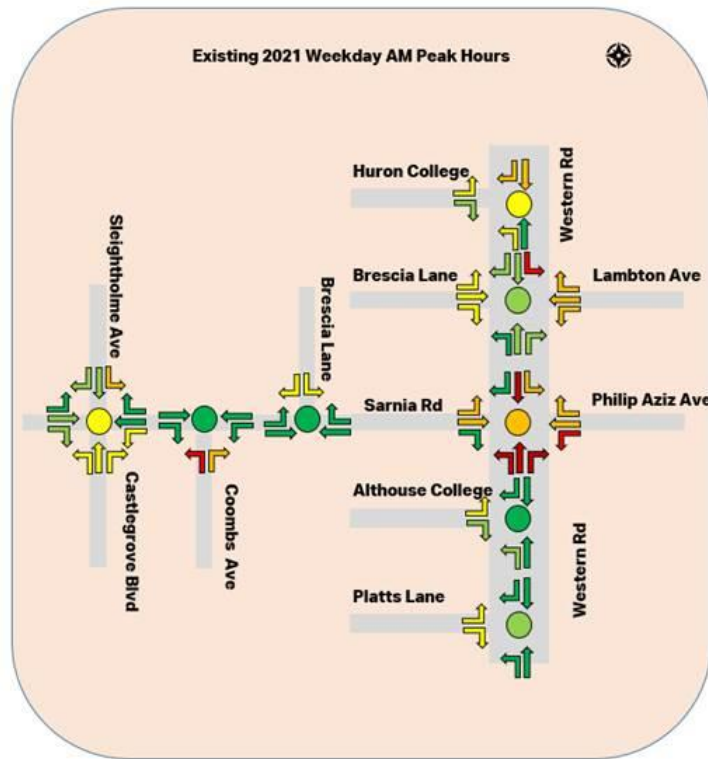 Existing 2021 Weekday AM Peak Hours
Huron College
Western Rd
Sleightholme Ave
Brescia Lane
Brescia Lane
Lambton Ave
Sarnia Rd
Philip Aziz Ave
Castlegrove Blvd
Coombs Ave
Althouse College
Western Rd
Platts Lane